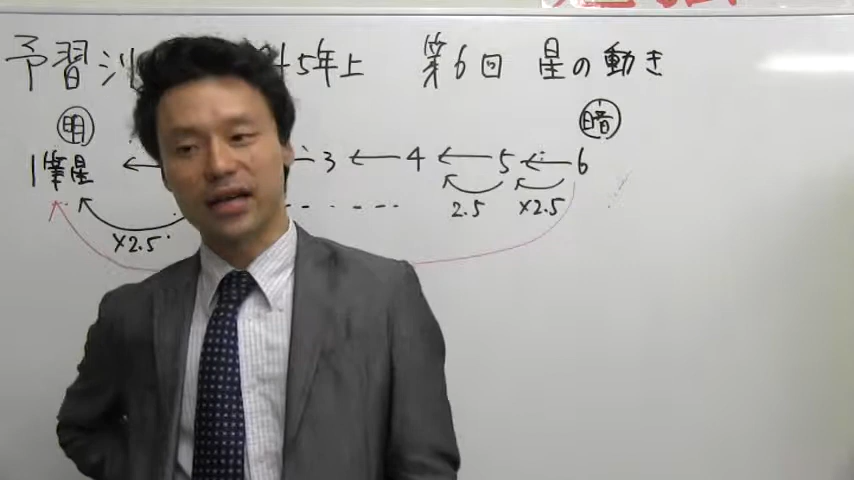 予習シリ 5年上 第6回 星の動き
明 暗
1等星 ← 3 ← 4 ← 5 ← 6
×2.5 2.5 ×2.5